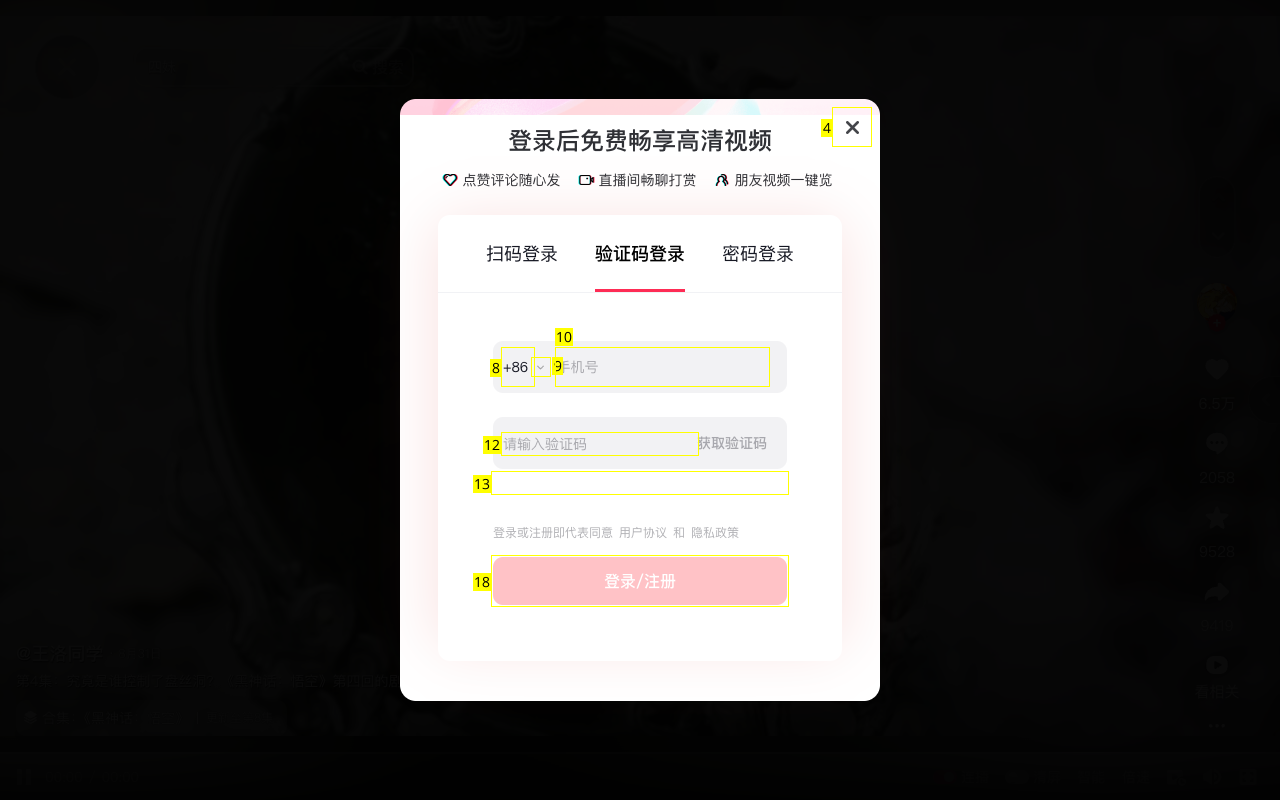 登录后免费畅享高清视频
4
点赞评论随心发 直播间畅聊打赏 朋友视频一键览
扫码登录 验证码登录 密码登录
10
8 +86 9 手机号
12 请输入验证码 获取验证码
13
登录或注册即代表同意 用户协议 和 隐私政策
18 登录/注册
2058
9528